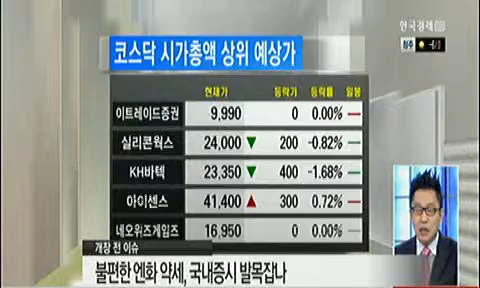 한국경제
청주
코스닥 시가총액 상위 예상가
현재가 등락가 등락률 일봉
이트레이드증권 9,990 0 0.00%
실리콘웍스 24,000 ▼ 200 -0.82%
KH바텍 23,350 ▼ 400 -1.68%
아이센스 41,400 ▲ 300 0.72%
네오위즈게임즈 16,950 0 0.00%
개장 전 이슈
불편한 엔화 약세, 국내증시 발목잡나